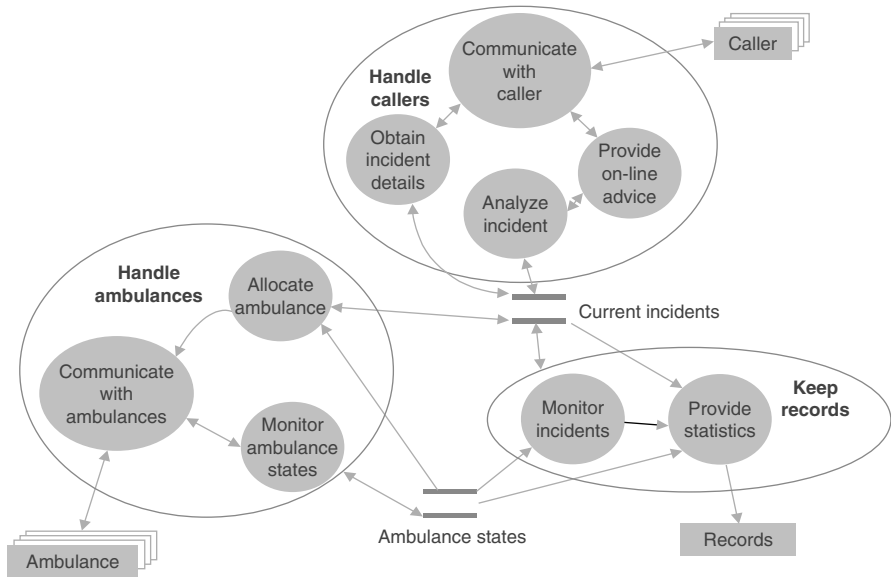 Communicate
with
caller
Caller
Handle
callers
Obtain
incident
details
Provide
on-line
advice
Analyze
incident
Handle
ambulances
Allocate
ambulance
Current incidents
Communicate
with
ambulances
Monitor
ambulance
states
Monitor
incidents
Provide
statistics
Keep
records
Ambulance states
Ambulance
Records